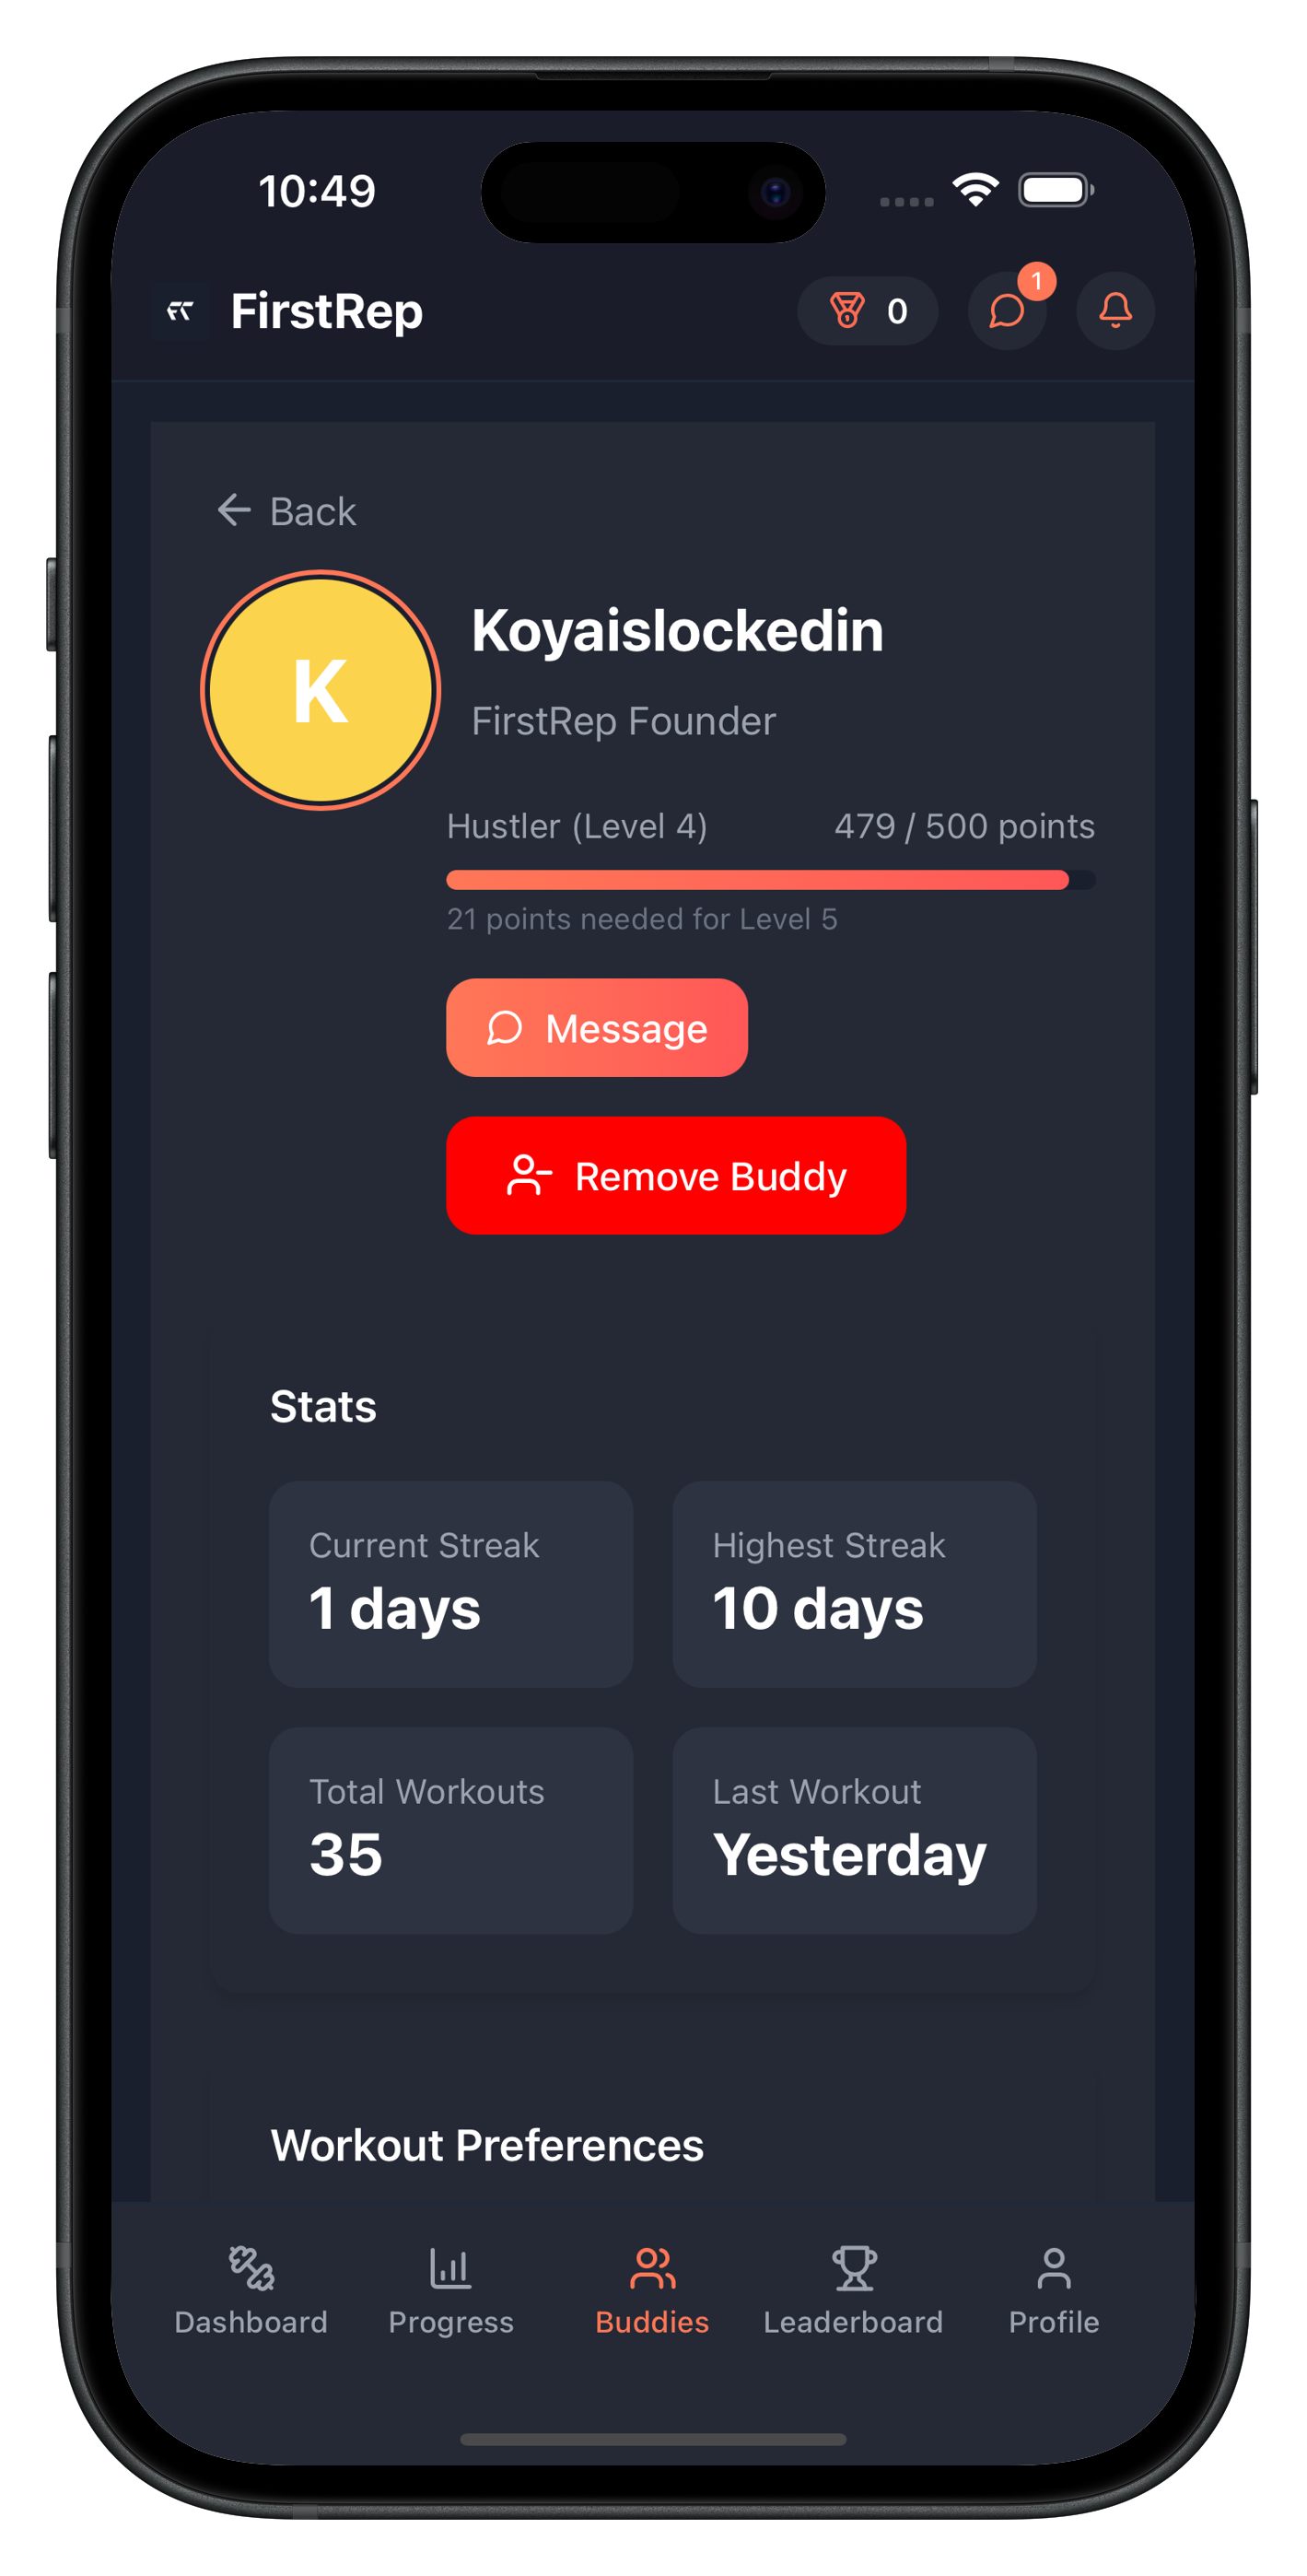 10:49
FirstRep
0
1
Back
K
Koyaislockedin
FirstRep Founder
Hustler (Level 4)
479 / 500 points
21 points needed for Level 5
Message
Remove Buddy
Stats
Current Streak
1 days
Highest Streak
10 days
Total Workouts
35
Last Workout
Yesterday
Workout Preferences
Dashboard
Progress
Buddies
Leaderboard
Profile